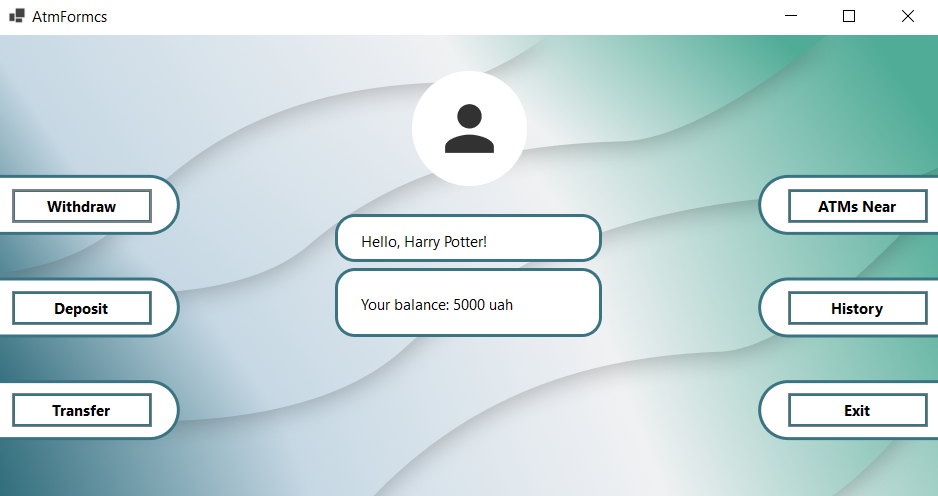 AtmFormcs
Withdraw
ATMs Near
Hello, Harry Potter!
Deposit
Your balance: 5000 uah
History
Transfer
Exit